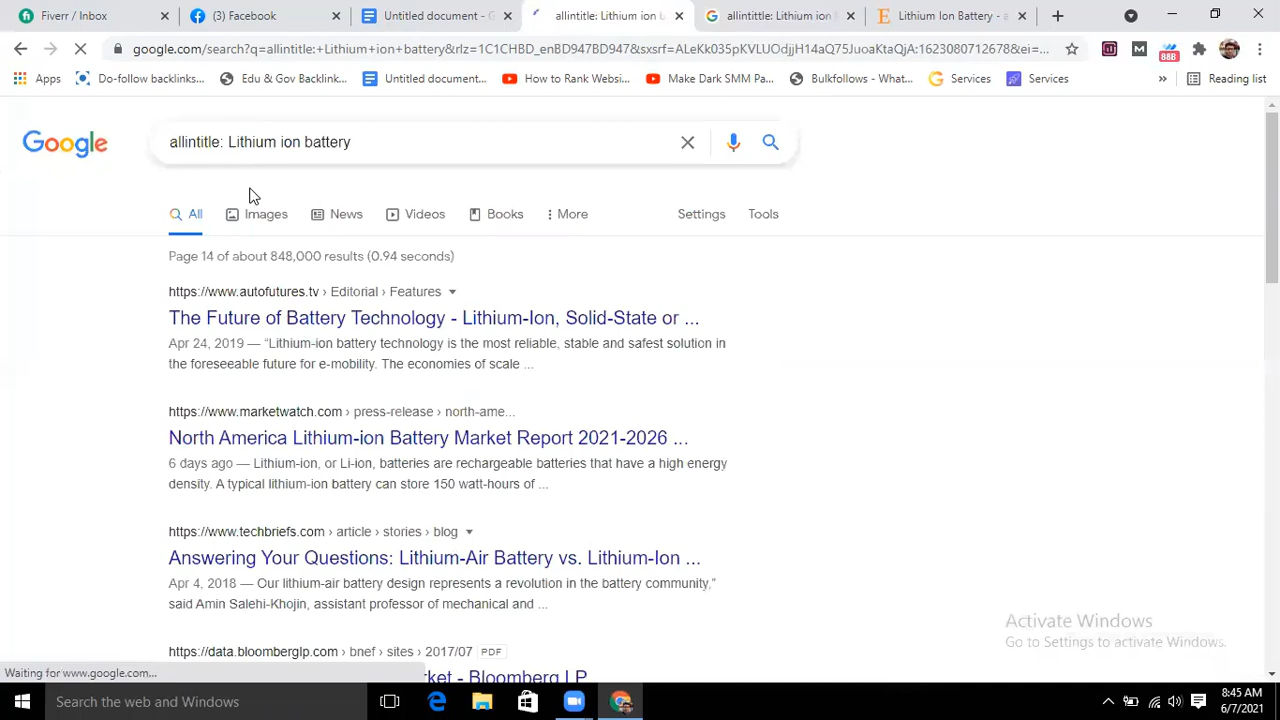 Fiverr / Inbox
Facebook
Untitled document - G
allintitle: Lithium ion
allintitle: Lithium ion
Lithium Ion Battery - a
google.com/search?q=allintitle:+Lithium+ion+battery&rlz=1C1CHBD_enBD947BD947&sxsrf=ALeKk035pKVLUOdjjH14aQ75JuoaKtaQjA:1623080712678&ei=...
M
88B
Apps
Do-follow backlinks...
Edu & Gov Backlink...
Untitled document...
How to Rank Websi...
Make Dark SMM Pa...
Bulkfollows - What...
Services
Services
»
Reading list
Google
allintitle: Lithium ion battery
All
Images
News
Videos
Books
More
Settings
Tools
Page 14 of about 848,000 results (0.94 seconds)
https://www.autofutures.tv › Editorial › Features
The Future of Battery Technology - Lithium-Ion, Solid-State or ...
Apr 24, 2019 — “Lithium-ion battery technology is the most reliable, stable and safest solution in
the foreseeable future for e-mobility. The economies of scale ...
https://www.marketwatch.com › press-release › north-ame...
North America Lithium-ion Battery Market Report 2021-2026 ...
6 days ago — Lithium-ion, or Li-ion, batteries are rechargeable batteries that have a high energy
density. A typical lithium-ion battery can store 150 watt-hours of ...
https://www.techbriefs.com › article › stories › blog
Answering Your Questions: Lithium-Air Battery vs. Lithium-Ion ...
Apr 4, 2018 — Our lithium-air battery design represents a revolution in the battery community,”
said Amin Salehi-Khojin, assistant professor of mechanical and ...
https://data.bloomberglp.com › bnef › sites › 2017/07 PDF
ket - Bloomberg LP
Activate Windows
Go to Settings to activate Windows.
Waiting for www.google.com...
Search the web and Windows
8:45 AM
6/7/2021